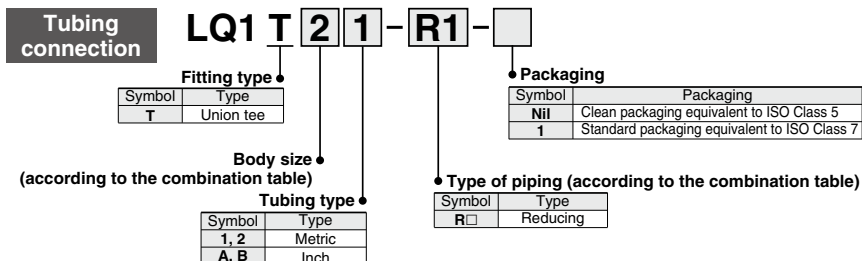 Tubing
connection
LQ1 T 2 1 - R1 - □
Fitting type
Symbol Type
T Union tee
Packaging
Symbol Packaging
Nil Clean packaging equivalent to ISO Class 5
1 Standard packaging equivalent to ISO Class 7
Body size
(according to the combination table)
Tubing type
Symbol Type
1, 2 Metric
A, B Inch
Type of piping (according to the combination table)
Symbol Type
R□ Reducing